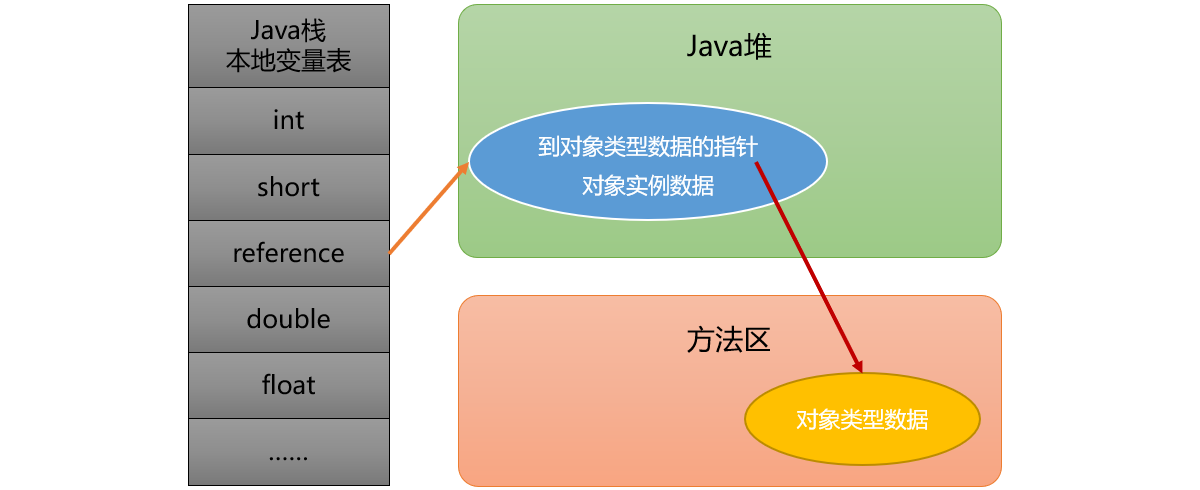 Java栈
本地变量表
int
short
reference
double
float
......
Java堆
到对象类型数据的指针
对象实例数据
方法区
对象类型数据